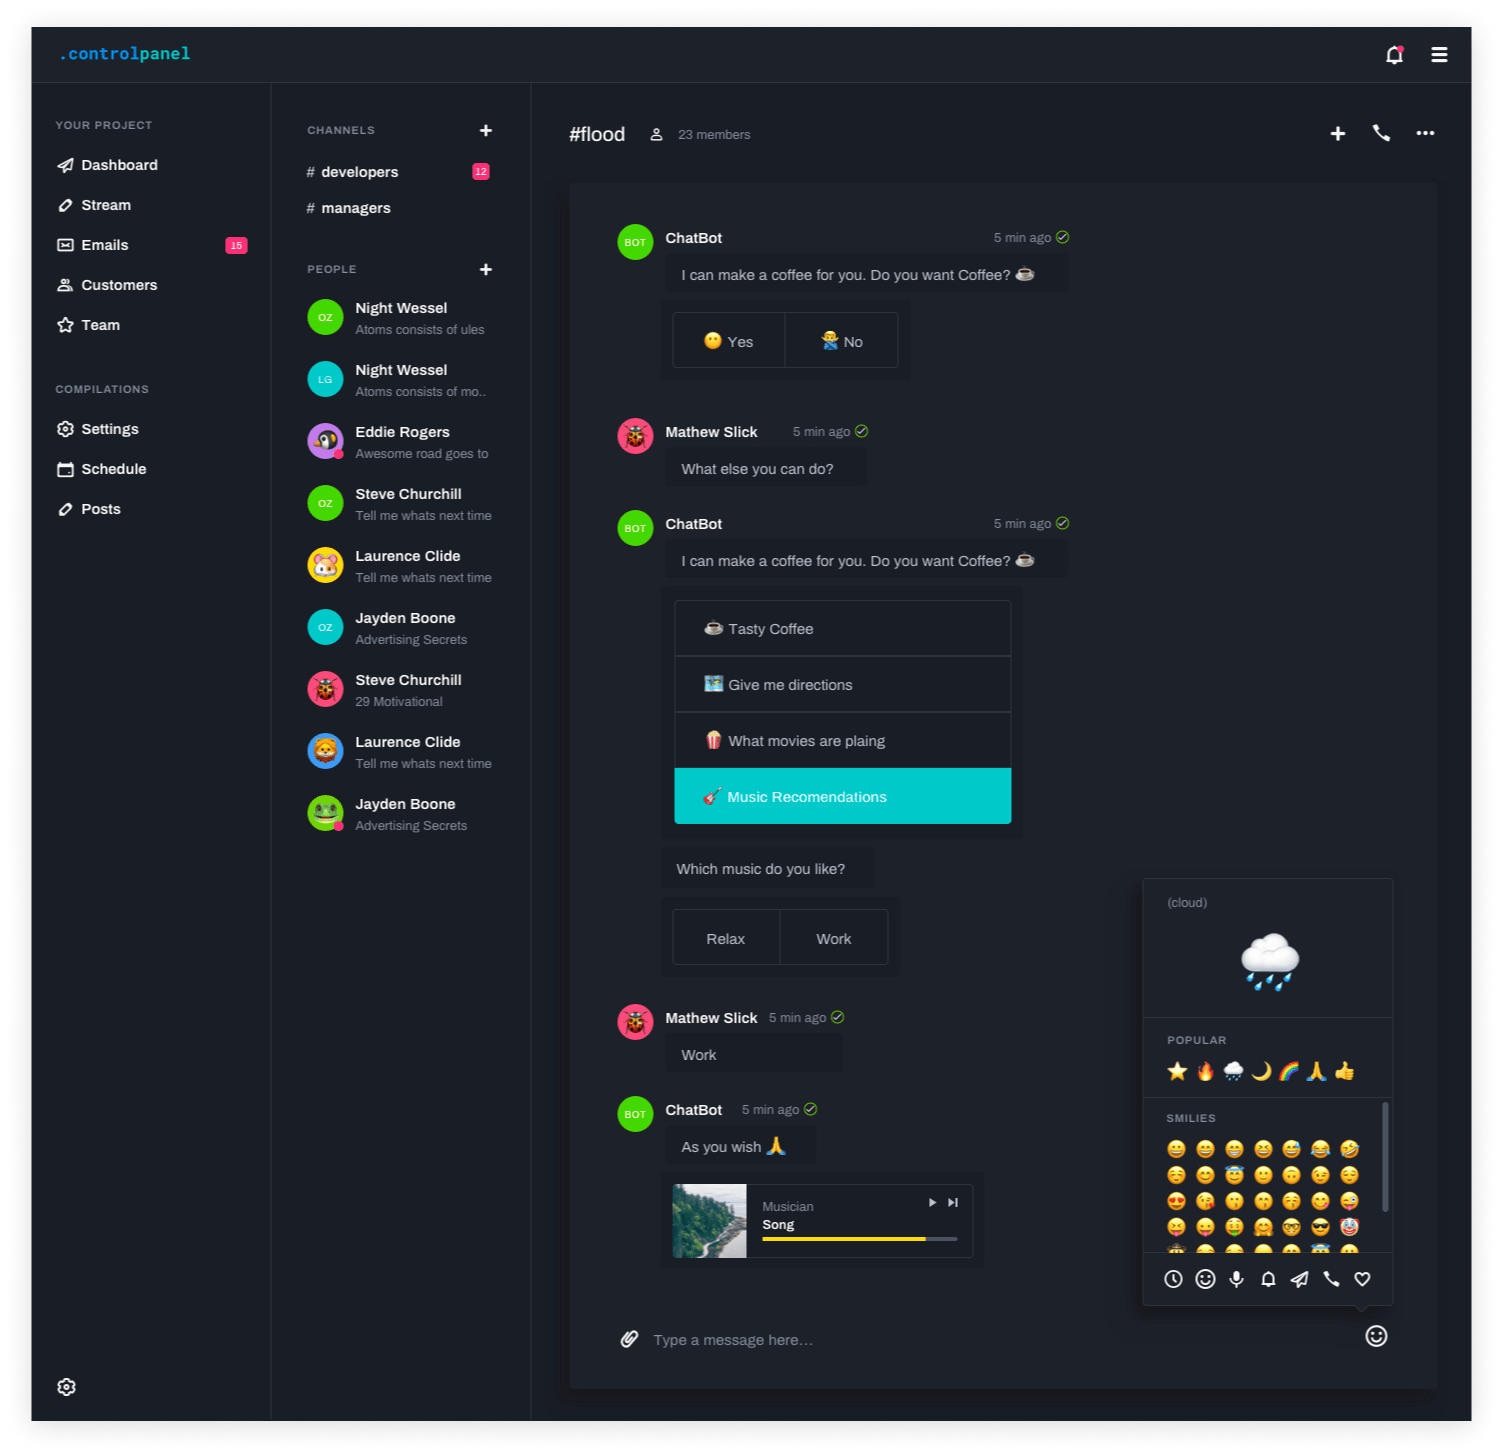 .controlpanel
YOUR PROJECT
Dashboard
Stream
Emails
15
Customers
Team
COMPILATIONS
Settings
Schedule
Posts
CHANNELS
# developers
12
# managers
PEOPLE
OZ
Night Wessel
Atoms consists of ules
LG
Night Wessel
Atoms consists of mo..
Eddie Rogers
Awesome road goes to
OZ
Steve Churchill
Tell me whats next time
Laurence Clide
Tell me whats next time
OZ
Jayden Boone
Advertising Secrets
Steve Churchill
29 Motivational
Laurence Clide
Tell me whats next time
Jayden Boone
Advertising Secrets
#flood
23 members
BOT
ChatBot
5 min ago
I can make a coffee for you. Do you want Coffee? ☕
😶 Yes
🙅‍♂️ No
Mathew Slick
5 min ago
What else you can do?
BOT
ChatBot
5 min ago
I can make a coffee for you. Do you want Coffee? ☕
☕ Tasty Coffee
🗺️ Give me directions
🍿 What movies are plaing
🎸 Music Recomendations
Which music do you like?
Relax
Work
Mathew Slick
5 min ago
Work
BOT
ChatBot
5 min ago
As you wish 🙏
Musician
Song
Type a message here...
(cloud)
POPULAR
SMILIES